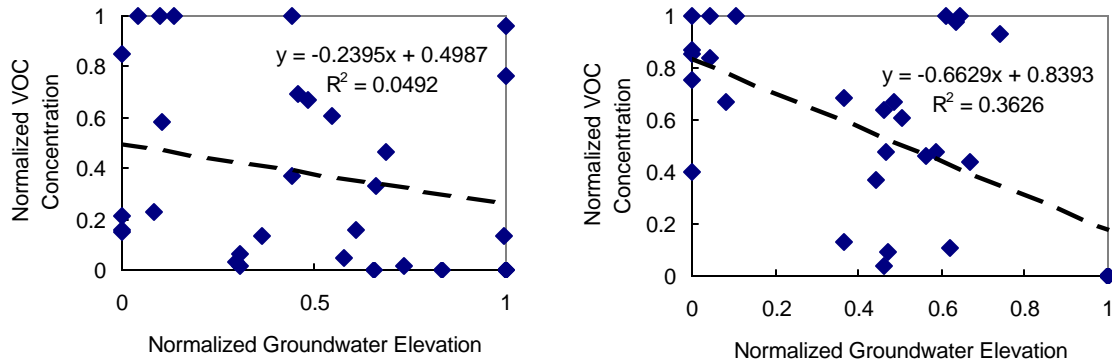 Normalized VOC
Concentration
1
0.8
0.6
0.4
0.2
0
y = -0.2395x + 0.4987
R² = 0.0492
0
0.5
1
Normalized Groundwater Elevation
Normalized VOC
Concentration
1
0.8
0.6
0.4
0.2
0
y = -0.6629x + 0.8393
R² = 0.3626
0
0.2
0.4
0.6
0.8
1
Normalized Groundwater Elevation